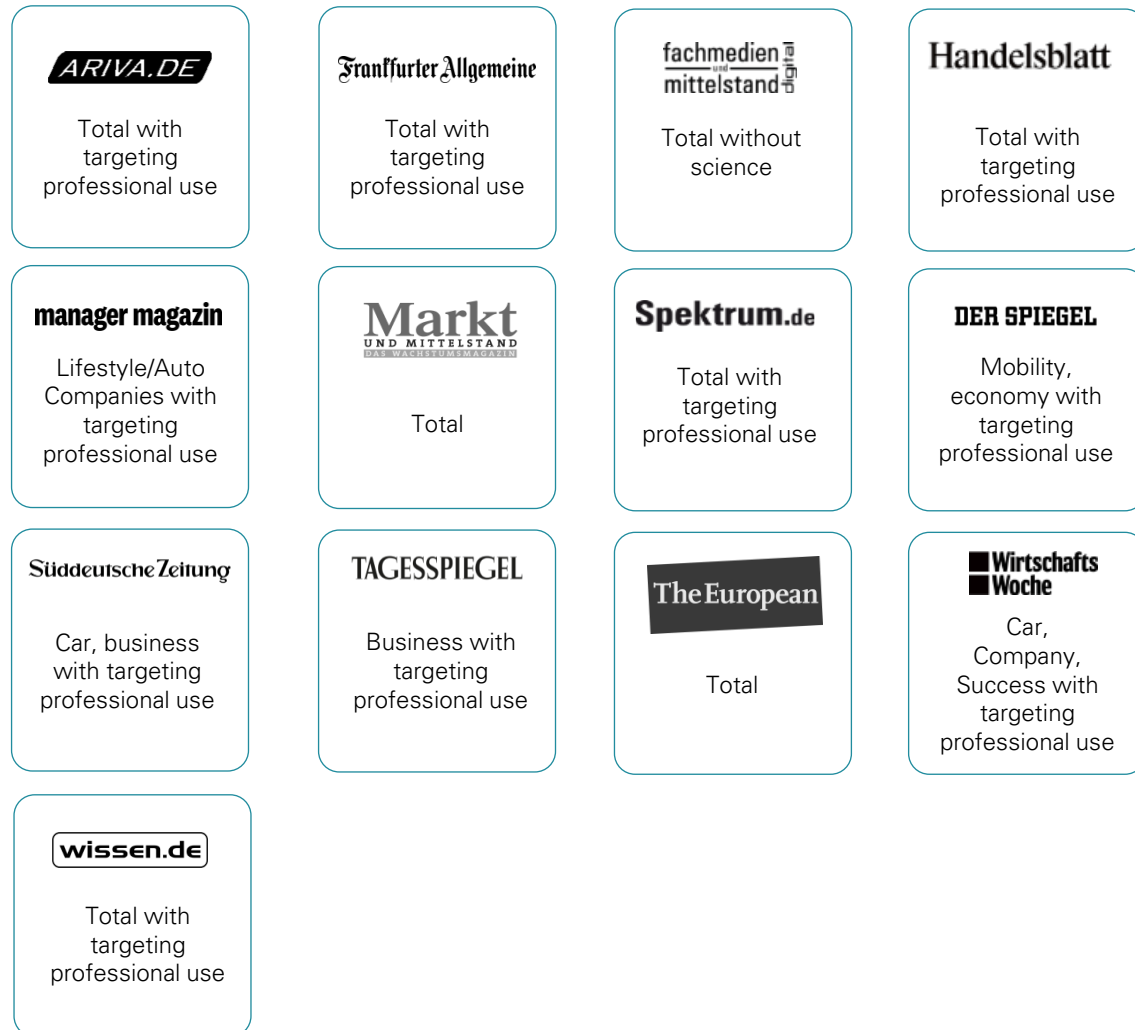 ARIVA.DE
Total with
targeting
professional use
Frankfurter Allgemeine
Total with
targeting
professional use
fachmedien
und
mittelstand
digital
Total without
science
Handelsblatt
Total with
targeting
professional use
manager magazin
Lifestyle/Auto
Companies with
targeting
professional use
Markt
UND MITTELSTAND
DAS WACHSTUMSMAGAZIN
Total
Spektrum.de
Total with
targeting
professional use
DER SPIEGEL
Mobility,
economy with
targeting
professional use
Süddeutsche Zeitung
Car, business
with targeting
professional use
TAGESSPIEGEL
Business with
targeting
professional use
The European
Total
Wirtschafts
Woche
Car,
Company,
Success with
targeting
professional use
wissen.de
Total with
targeting
professional use